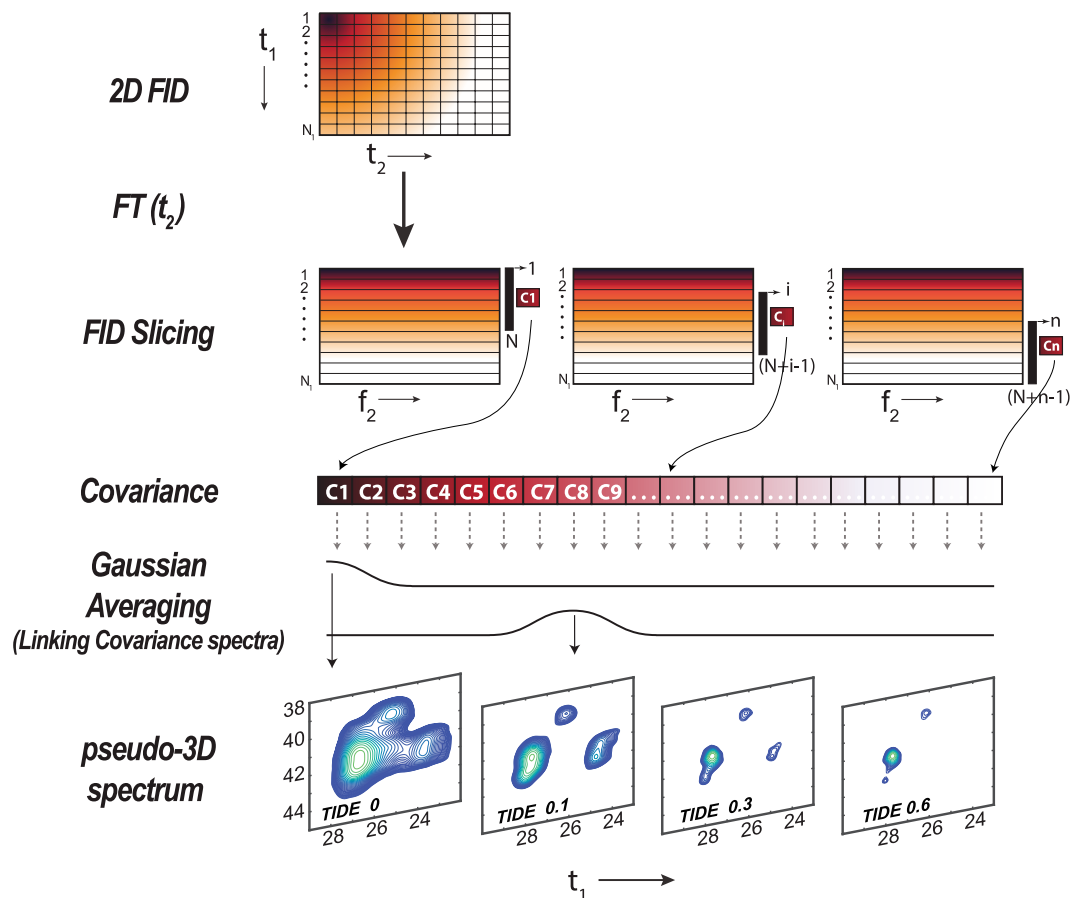 1
2
t1
2D FID
N1
t2
FT (t2)
1
2
N1
1
C1
N
f2
i
Ci
(N+i-1)
f2
1
2
N1
n
Cn
(N+n-1)
f2
FID Slicing
Covariance
C1 C2 C3 C4 C5 C6 C7 C8 C9 ... ... ... ... ... ... ... ... ... ...
Gaussian
Averaging
(Linking Covariance spectra)
pseudo-3D
spectrum
38
40
42
44
TIDE 0
28 26 24
TIDE 0.1
28 26 24
TIDE 0.3
28 26 24
TIDE 0.6
28 26 24
t1